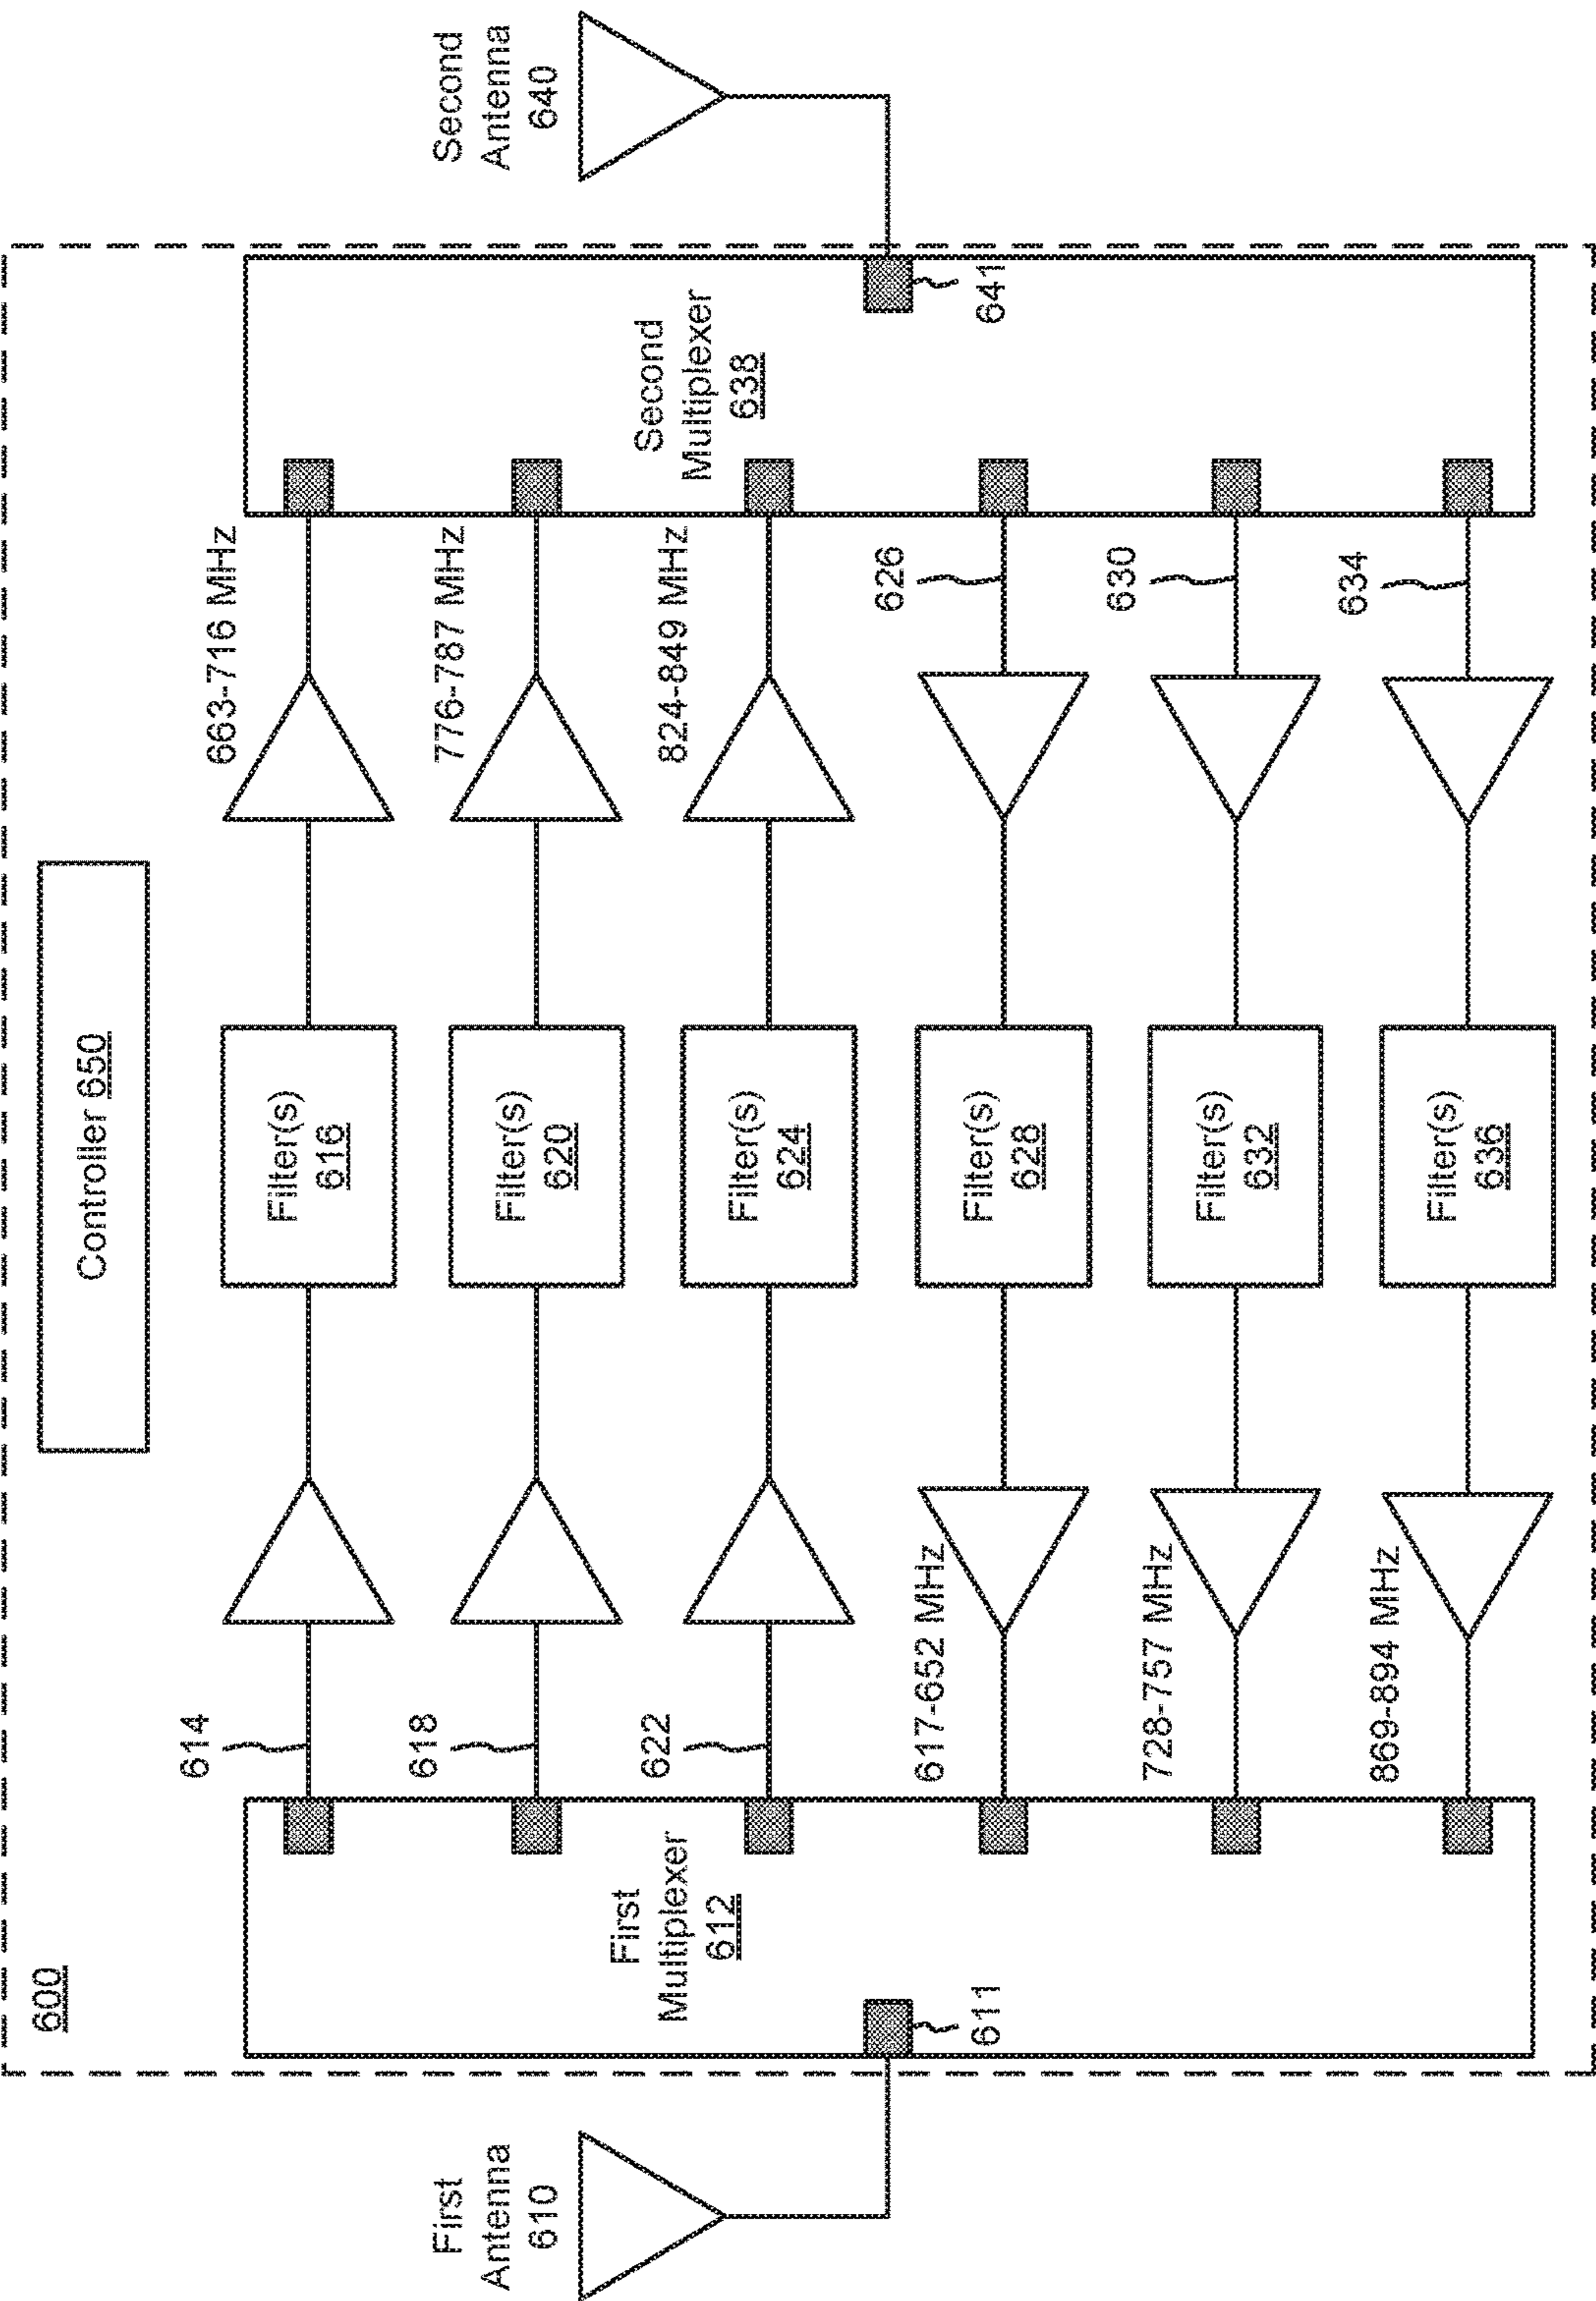 600
Controller 650
First
Antenna
610
611
First
Multiplexer
612
614
Filter(s)
616
663-716 MHz
618
Filter(s)
620
776-787 MHz
622
Filter(s)
624
824-849 MHz
617-652 MHz
Filter(s)
628
626
728-757 MHz
Filter(s)
632
630
869-894 MHz
Filter(s)
636
634
Second
Multiplexer
638
641
Second
Antenna
640